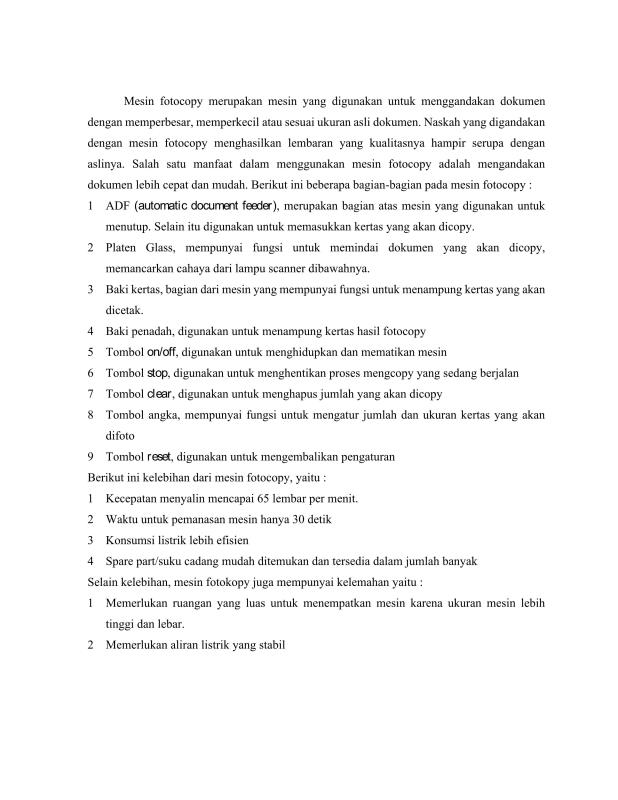 Mesin fotocopy merupakan mesin yang digunakan untuk menggandakan dokumen
dengan memperbesar, memperkecil atau sesuai ukuran asli dokumen. Naskah yang digandakan
dengan mesin fotocopy menghasilkan lembaran yang kualitasnya hampir serupa dengan
aslinya. Salah satu manfaat dalam menggunakan mesin fotocopy adalah mengandakan
dokumen lebih cepat dan mudah. Berikut ini beberapa bagian-bagian pada mesin fotocopy :
1 ADF (automatic document feeder), merupakan bagian atas mesin yang digunakan untuk
menutup. Selain itu digunakan untuk memasukkan kertas yang akan dicopy.
2 Platen Glass, mempunyai fungsi untuk memindai dokumen yang akan dicopy,
memancarkan cahaya dari lampu scanner dibawahnya.
3 Baki kertas, bagian dari mesin yang mempunyai fungsi untuk menampung kertas yang akan
dicetak.
4 Baki penadah, digunakan untuk menampung kertas hasil fotocopy
5 Tombol on/off, digunakan untuk menghidupkan dan mematikan mesin
6 Tombol stop, digunakan untuk menghentikan proses mengcopy yang sedang berjalan
7 Tombol clear, digunakan untuk menghapus jumlah yang akan dicopy
8 Tombol angka, mempunyai fungsi untuk mengatur jumlah dan ukuran kertas yang akan
difoto
9 Tombol reset, digunakan untuk mengembalikan pengaturan
Berikut ini kelebihan dari mesin fotocopy, yaitu :
1 Kecepatan menyalin mencapai 65 lembar per menit.
2 Waktu untuk pemanasan mesin hanya 30 detik
3 Konsumsi listrik lebih efisien
4 Spare part/suku cadang mudah ditemukan dan tersedia dalam jumlah banyak
Selain kelebihan, mesin fotokopy juga mempunyai kelemahan yaitu :
1 Memerlukan ruangan yang luas untuk menempatkan mesin karena ukuran mesin lebih
tinggi dan lebar.
2 Memerlukan aliran listrik yang stabil